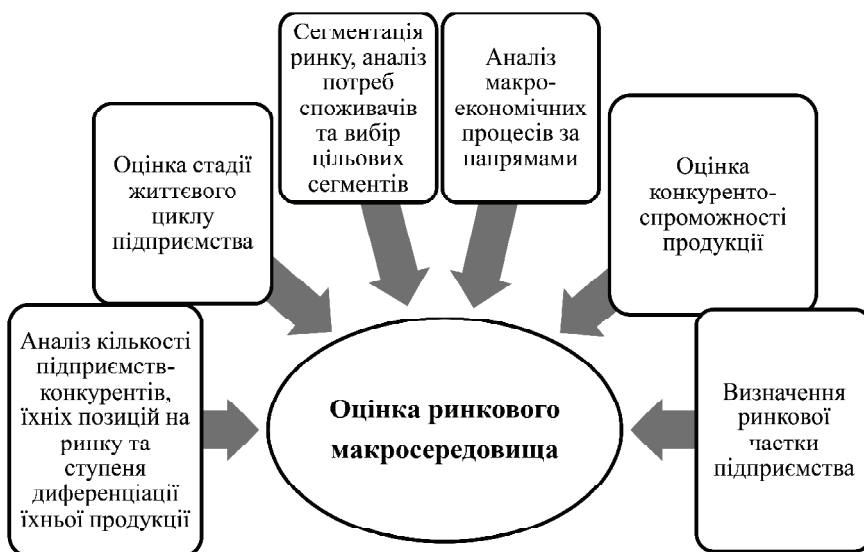 Аналіз кількості
підприємств-
конкурентів,
їхніх позицій на
ринку та
ступеня
диференціації
їхньої продукції
Оцінка стадії
життєвого
циклу
підприємства
Сегментація
ринку, аналіз
потреб
споживачів
та вибір
цільових
сегментів
Аналіз
макро-
економічних
процесів за
напрямами
Оцінка
конкуренто-
спроможності
продукції
Визначення
ринкової
частки
підприємства
Оцінка ринкового
макросередовища